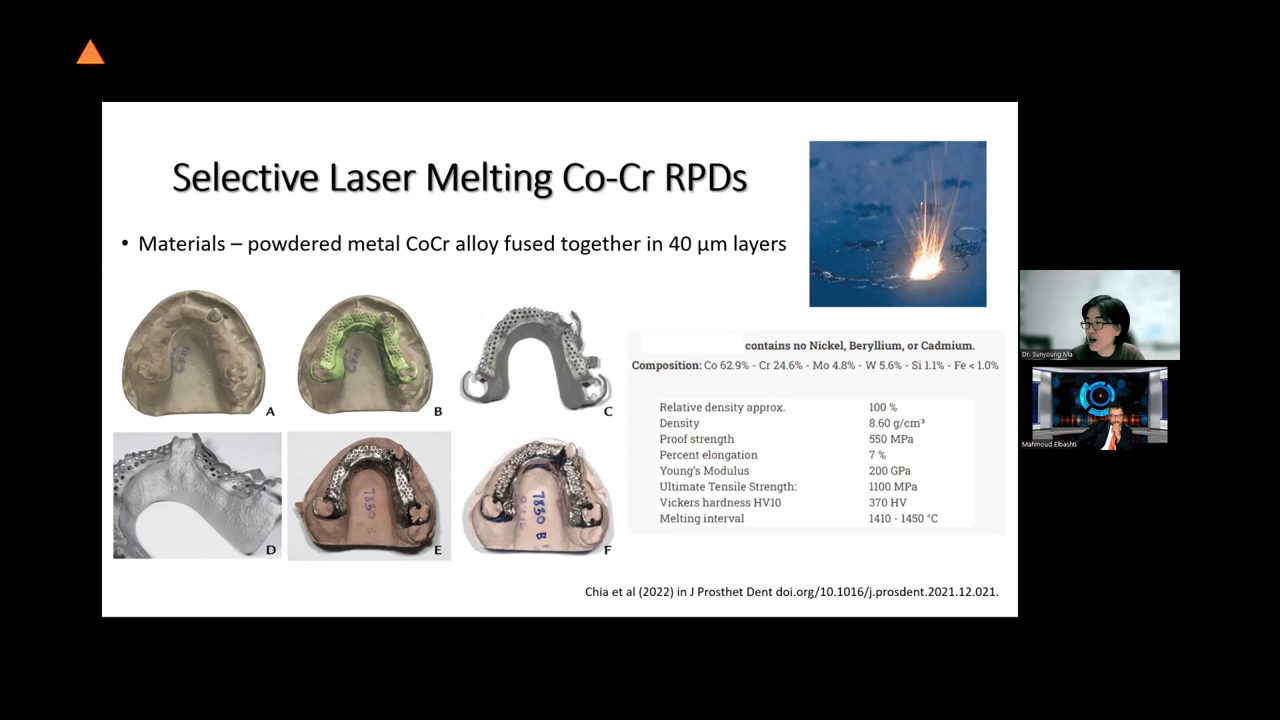 Selective Laser Melting Co-Cr RPDs
• Materials – powdered metal CoCr alloy fused together in 40 µm layers
A
B
C
D
E
F
T830 B
contains no Nickel, Beryllium, or Cadmium.
Composition: Co 62.9% - Cr 24.6% - Mo 4.8% - W 5.6% - Si 1.1% - Fe < 1.0%
Relative density approx. 100 %
Density 8.60 g/cm³
Proof strength 550 MPa
Percent elongation 7 %
Young's Modulus 200 GPa
Ultimate Tensile Strength: 1100 MPa
Vickers hardness HV10 370 HV
Melting interval 1410 - 1450 °C
Chia et al (2022) in J Prosthet Dent doi.org/10.1016/j.prosdent.2021.12.021.
Dr. Sunyoung Ma
Mahmoud Elbashti